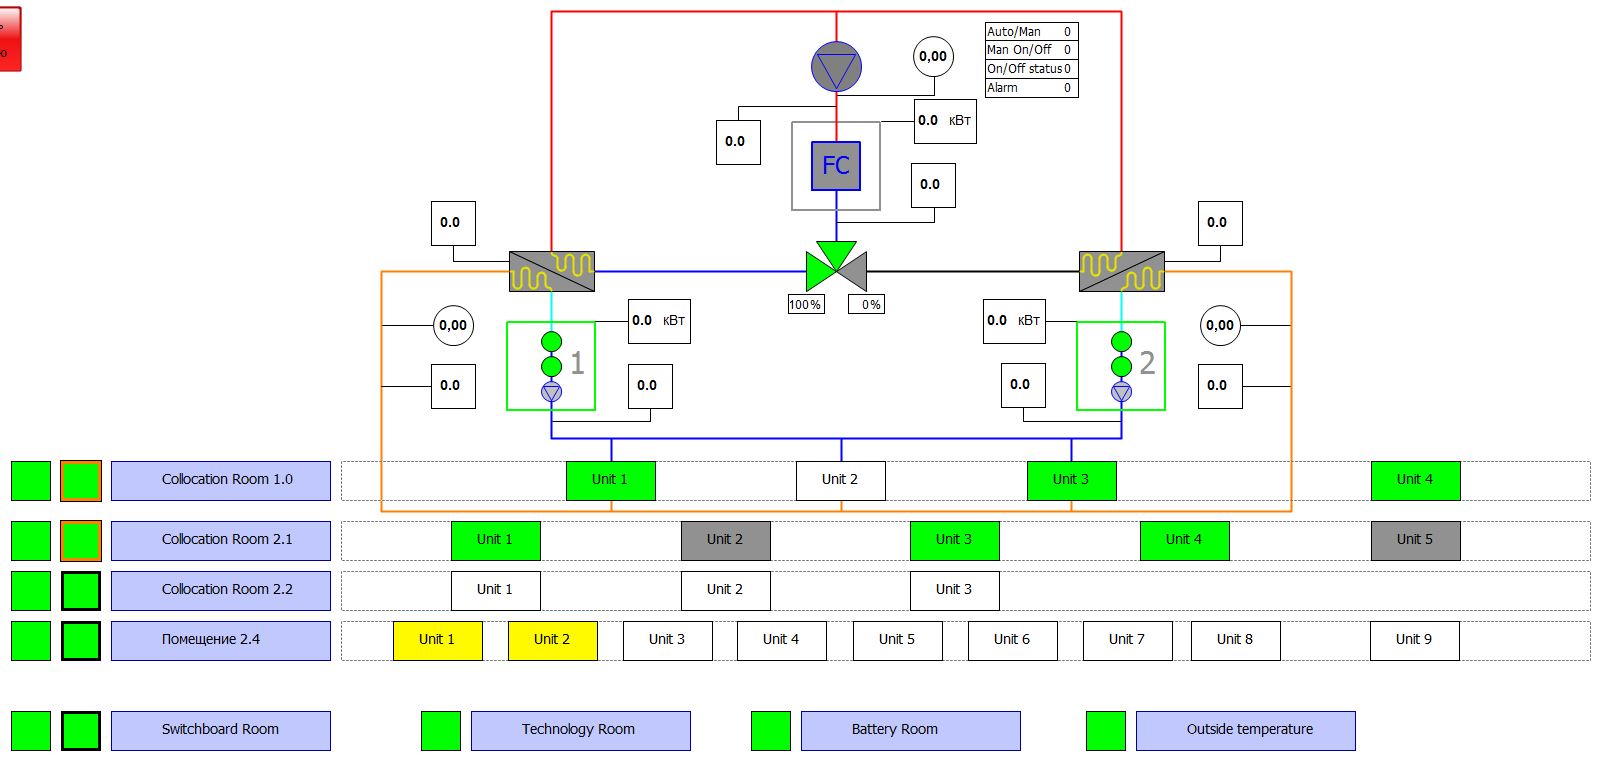 ю
Auto/Man 0
Man On/Off 0
On/Off status 0
Alarm 0
0,00
0.0 кВт
0.0
FC
0.0
0.0
0.0
100%
0%
0,00
0.0 кВт
0.0 кВт
0,00
1
2
0.0
0.0
0.0
0.0
Collocation Room 1.0 Unit 1 Unit 2 Unit 3 Unit 4
Collocation Room 2.1 Unit 1 Unit 2 Unit 3 Unit 4 Unit 5
Collocation Room 2.2 Unit 1 Unit 2 Unit 3
Помещение 2.4 Unit 1 Unit 2 Unit 3 Unit 4 Unit 5 Unit 6 Unit 7 Unit 8 Unit 9
Switchboard Room Technology Room Battery Room Outside temperature